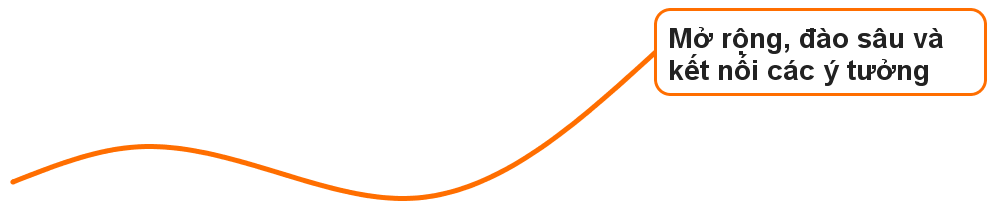 Mở rộng, đào sâu và
kết nối các ý tưởng